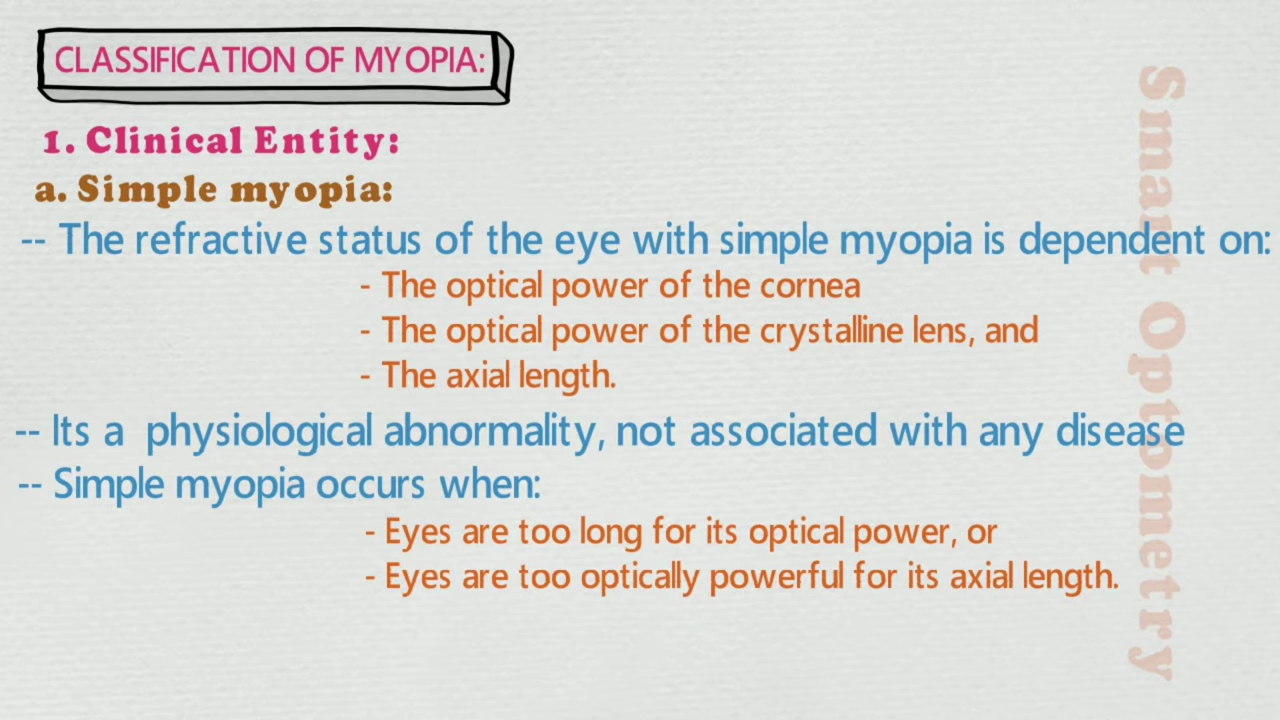 CLASSIFICATION OF MYOPIA:
1. Clinical Entity:
a. Simple myopia:
-- The refractive status of the eye with simple myopia is dependent on:
- The optical power of the cornea
- The optical power of the crystalline lens, and
- The axial length.
-- Its a physiological abnormality, not associated with any disease
-- Simple myopia occurs when:
- Eyes are too long for its optical power, or
- Eyes are too optically powerful for its axial length.
Smart Optometry